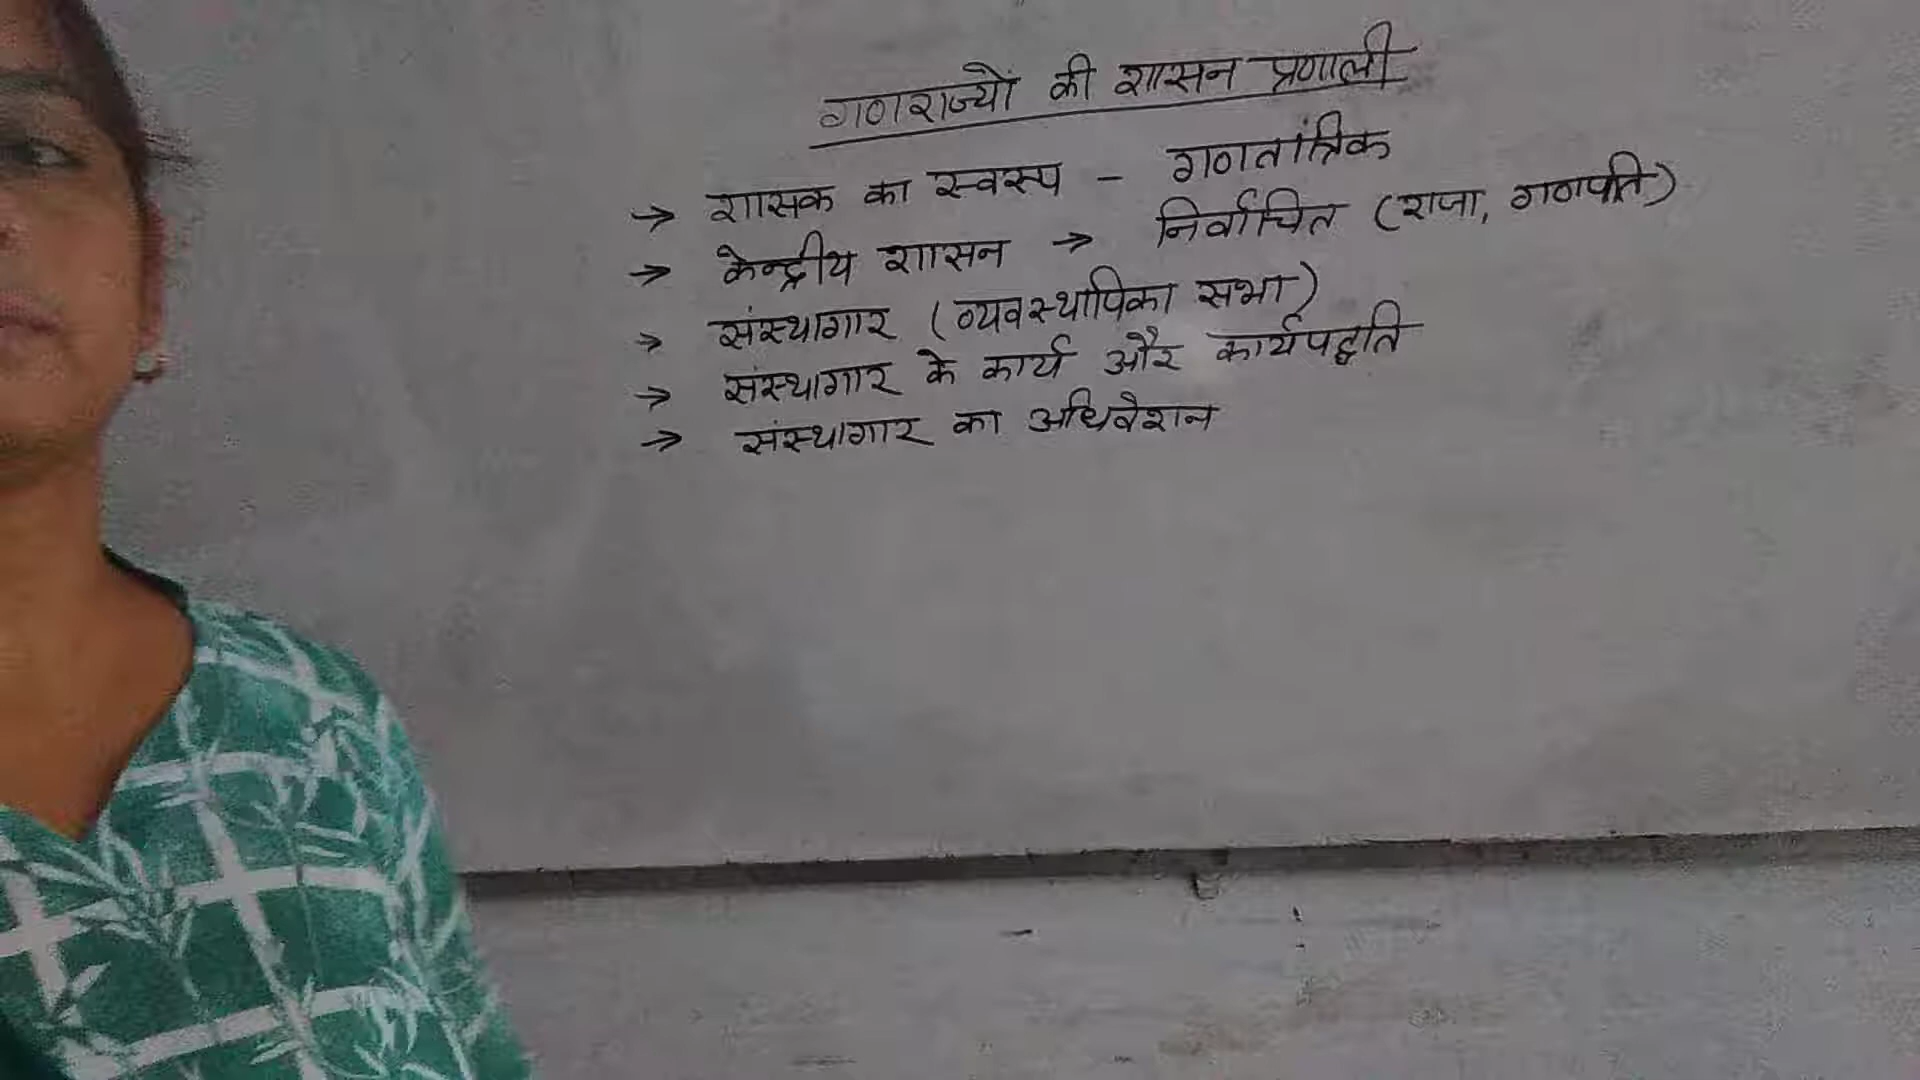 गणराज्यों की शासन प्रणाली
→ शासक का स्वरूप - गणतांत्रिक
→ केन्द्रीय शासन → निर्वाचित (राजा, गणपति)
→ संस्थागार (व्यवस्थापिका सभा)
→ संस्थागार के कार्य और कार्यपद्धति
→ संस्थागार का अधिवेशन